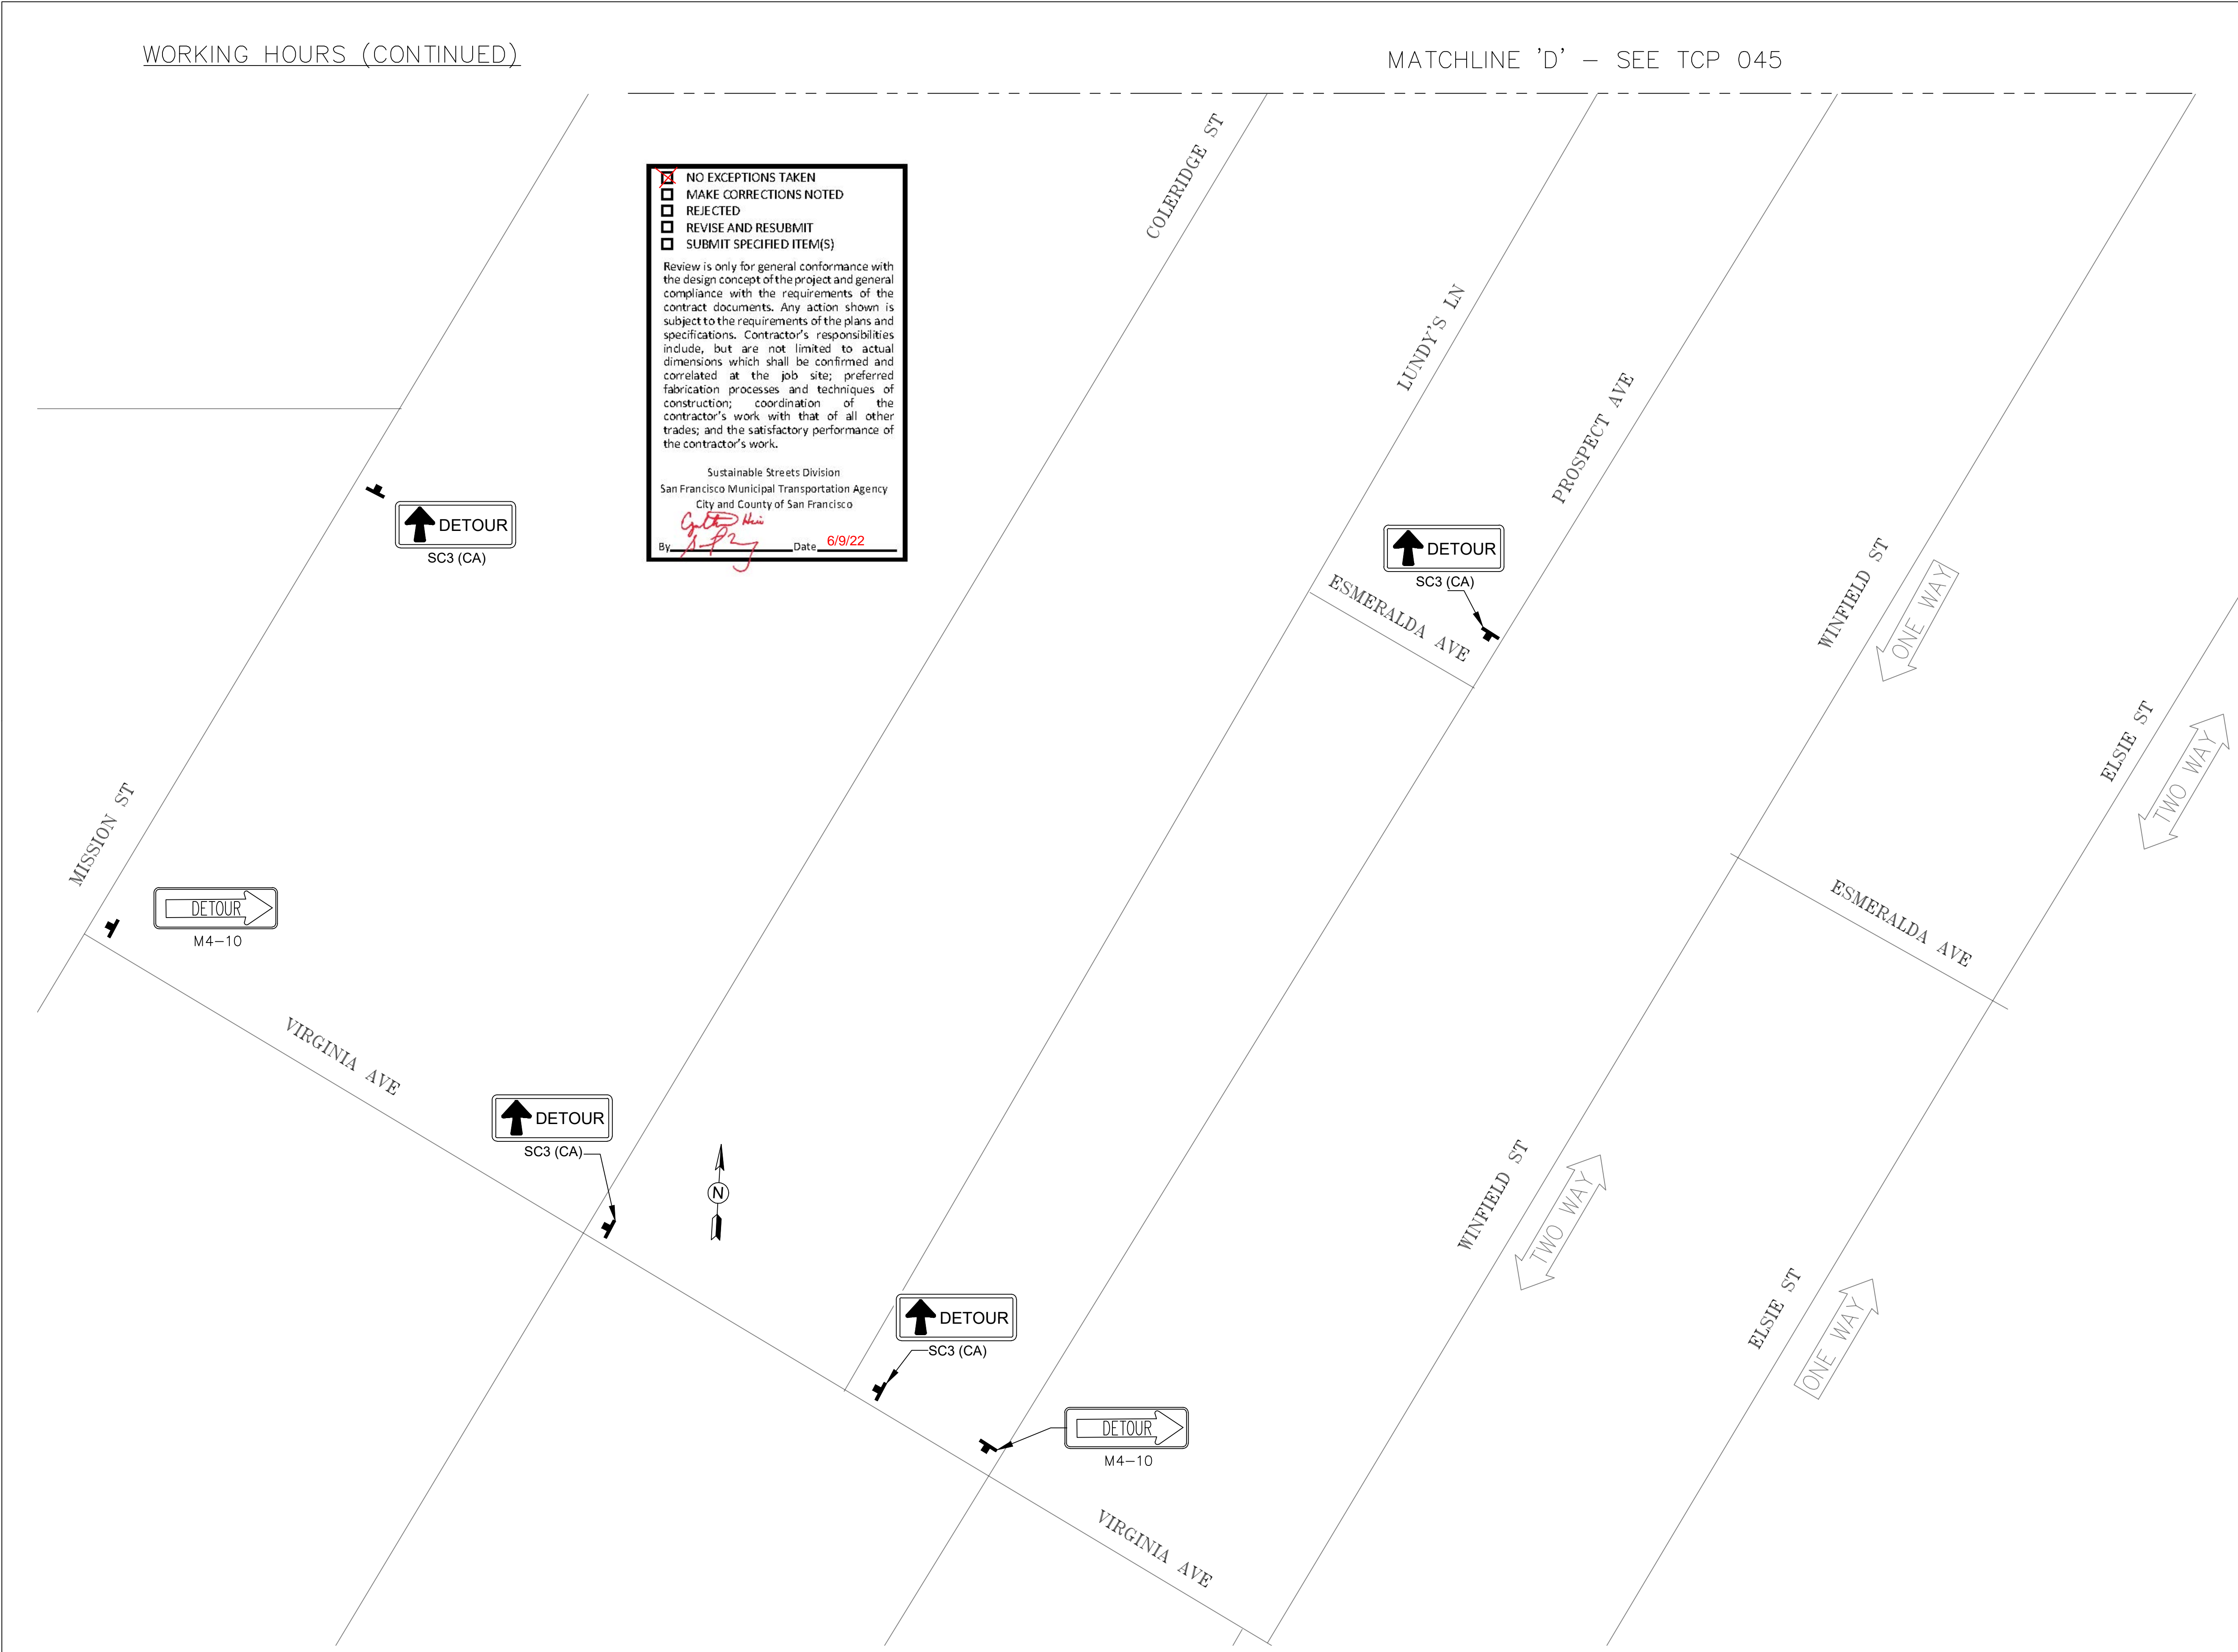 WORKING HOURS (CONTINUED)
MATCHLINE 'D' – SEE TCP 045
COLERIDGE ST
NO EXCEPTIONS TAKEN
MAKE CORRECTIONS NOTED
REJECTED
REVISE AND RESUBMIT
SUBMIT SPECIFIED ITEM(S)
Review is only for general conformance with
the design concept of the project and general
compliance with the requirements of the
contract documents. Any action shown is
subject to the requirements of the plans and
specifications. Contractor's responsibilities
include, but are not limited to actual
dimensions which shall be confirmed and
correlated at the job site; preferred
fabrication processes and techniques of
construction; coordination of the
contractor's work with that of all other
trades; and the satisfactory performance of
the contractor's work.
Sustainable Streets Division
San Francisco Municipal Transportation Agency
City and County of San Francisco
By
Date 6/9/22
LUNDY'S LN
PROSPECT AVE
DETOUR
SC3 (CA)
DETOUR
SC3 (CA)
ESMERALDA AVE
WINFIELD ST
ONE WAY
ELSIE ST
TWO WAY
MISSION ST
DETOUR
M4–10
ESMERALDA AVE
VIRGINIA AVE
DETOUR
SC3 (CA)
N
WINFIELD ST
TWO WAY
ELSIE ST
ONE WAY
DETOUR
SC3 (CA)
DETOUR
M4–10
VIRGINIA AVE